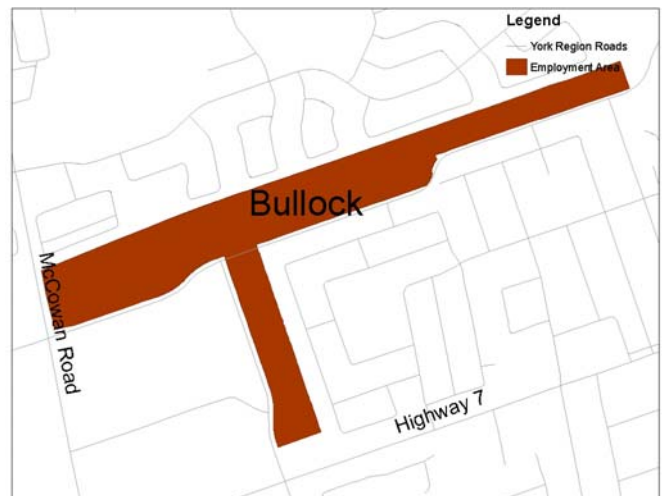 Legend
York Region Roads
Employment Area
Bullock
McCowan Road
Highway 7